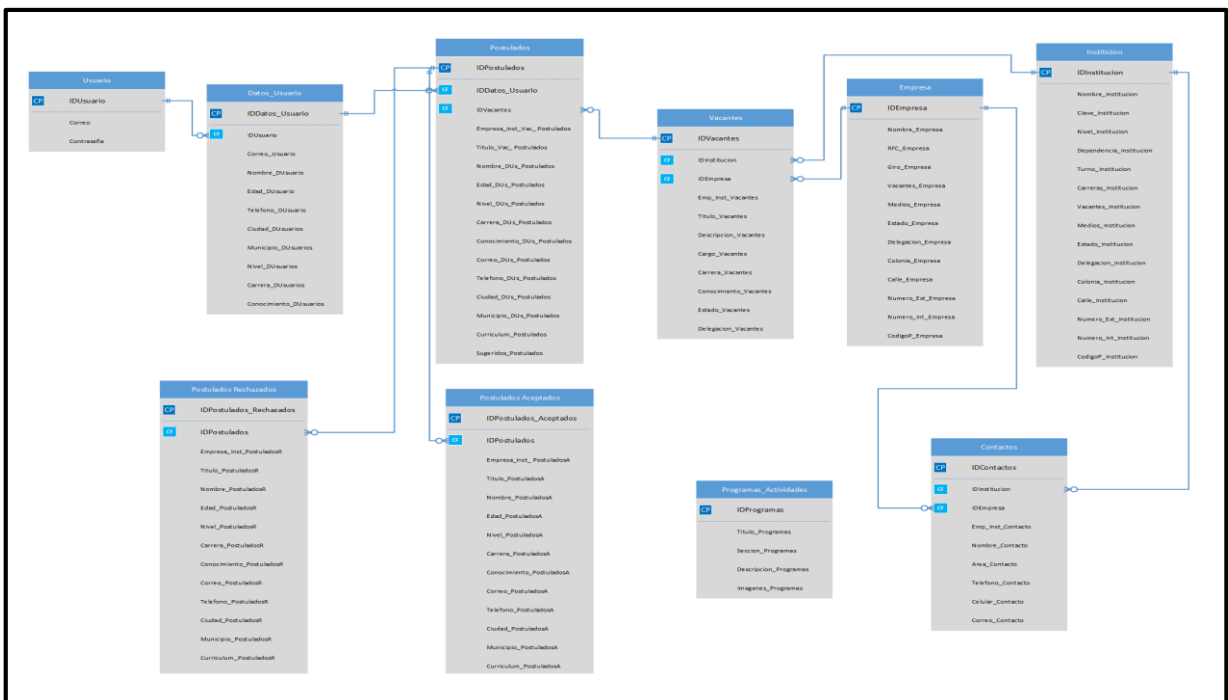 Usuario
CP IDUsuario
Correo
Contraseña
Datos_Usuario
CP IDDatos_Usuario
CF IDUsuario
Correo_Usuario
Nombre_DUsuario
Edad_DUsuario
Telefono_DUsuario
Ciudad_DUsuarios
Municipio_DUsuarios
Nivel_DUsuarios
Carrera_DUsuarios
Conocimiento_DUsuarios
Postulados
CP IDPostulados
CF IDDatos_Usuario
CF IDVacantes
Empresa_Inst_Vac_ Postulados
Titulo_Vac_ Postulados
Nombre_DUs_Postulados
Edad_DUs_Postulados
Nivel_DUs_Postulados
Carrera_DUs_Postulados
Conocimiento_DUs_Postulados
Correo_DUs_Postulados
Telefono_DUs_Postulados
Ciudad_DUs_Postulados
Municipio_DUs_Postulados
Curriculum_Postulados
Sugeridos_Postulados
Vacantes
CP IDVacantes
CF IDInstitucion
CF IDEmpresa
Emp_Inst_Vacantes
Titulo_Vacantes
Descripcion_Vacantes
Cargo_Vacantes
Carrera_Vacantes
Conocimiento_Vacantes
Estado_Vacantes
Delegacion_Vacantes
Empresa
CP IDEmpresa
Nombre_Empresa
RFC_Empresa
Giro_Empresa
Vacantes_Empresa
Medios_Empresa
Estado_Empresa
Delegacion_Empresa
Colonia_Empresa
Calle_Empresa
Numero_Ext_Empresa
Numero_Int_Empresa
CodigoP_Empresa
Institicion
CP IDInstitucion
Nombre_Institucion
Clave_Institucion
Nivel_Institucion
Dependencia_Institucion
Turno_Institucion
Carreras_Institucion
Vacantes_Institucion
Medios_Institucion
Estado_Institucion
Delegacion_Institucion
Colonia_Institucion
Calle_Institucion
Numero_Ext_Institucion
Numero_Int_Institucion
CodigoP_Institucion
Postulados Rechazados
CP IDPostulados_Rechazados
CF IDPostulados
Empresa_Inst_PostuladosR
Titulo_PostuladosR
Nombre_PostuladosR
Edad_PostuladosR
Nivel_PostuladosR
Carrera_PostuladosR
Conocimiento_PostuladosR
Correo_PostuladosR
Telefono_PostuladosR
Ciudad_PostuladosR
Municipio_PostuladosR
Curriculum_PostuladosR
Postulados Aceptados
CP IDPostulados_Aceptados
CF IDPostulados
Empresa_Inst_ PostuladosA
Titulo_PostuladosA
Nombre_PostuladosA
Edad_PostuladosA
Nivel_PostuladosA
Carrera_PostuladosA
Conocimiento_PostuladosA
Correo_PostuladosA
Telefono_PostuladosA
Ciudad_PostuladosA
Municipio_PostuladosA
Curriculum_PostuladosA
Programas_Actividades
CP IDProgramas
Titulo_Programas
Seccion_Programas
Descripcion_Programas
Imagenes_Programas
Contactos
CP IDContactos
CF IDInstitucion
CF IDEmpresa
Emp_Inst_Contacto
Nombre_Contacto
Area_Contacto
Telefono_Contacto
Celular_Contacto
Correo_Contacto